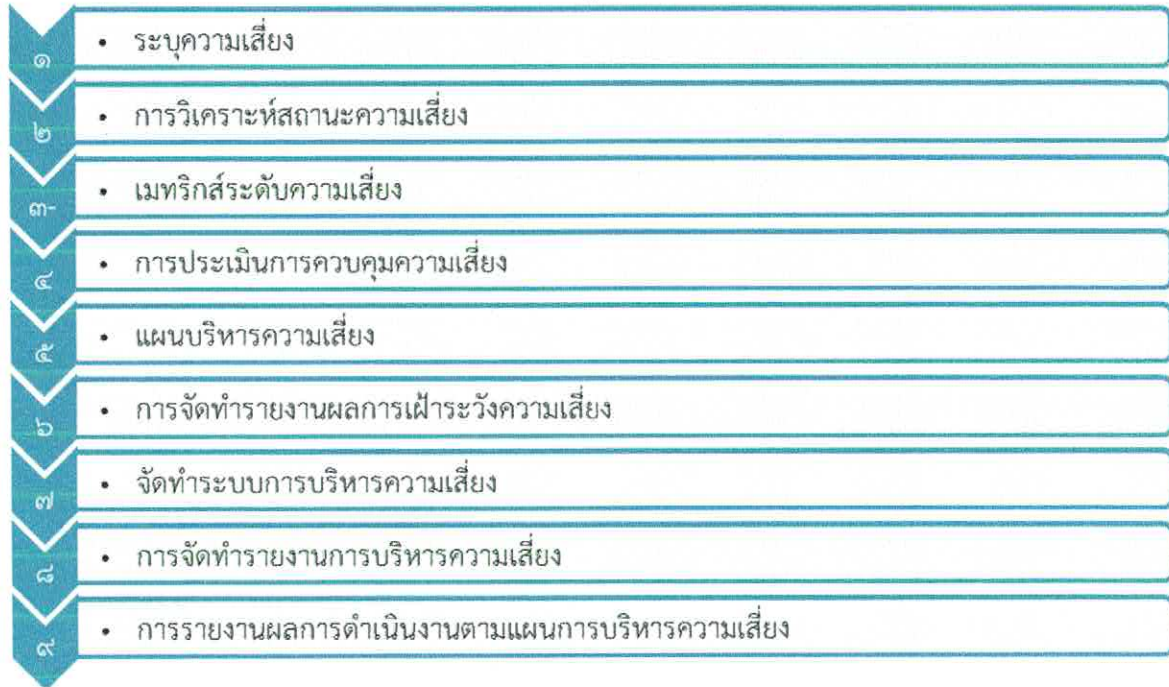 ๑ • ระบุความเสี่ยง
๒ • การวิเคราะห์สถานะความเสี่ยง
๓- • เมทริกส์ระดับความเสี่ยง
๔ • การประเมินการควบคุมความเสี่ยง
๕ • แผนบริหารความเสี่ยง
๖ • การจัดทำรายงานผลการเฝ้าระวังความเสี่ยง
๗ • จัดทำระบบการบริหารความเสี่ยง
๘ • การจัดทำรายงานการบริหารความเสี่ยง
๙ • การรายงานผลการดำเนินงานตามแผนการบริหารความเสี่ยง